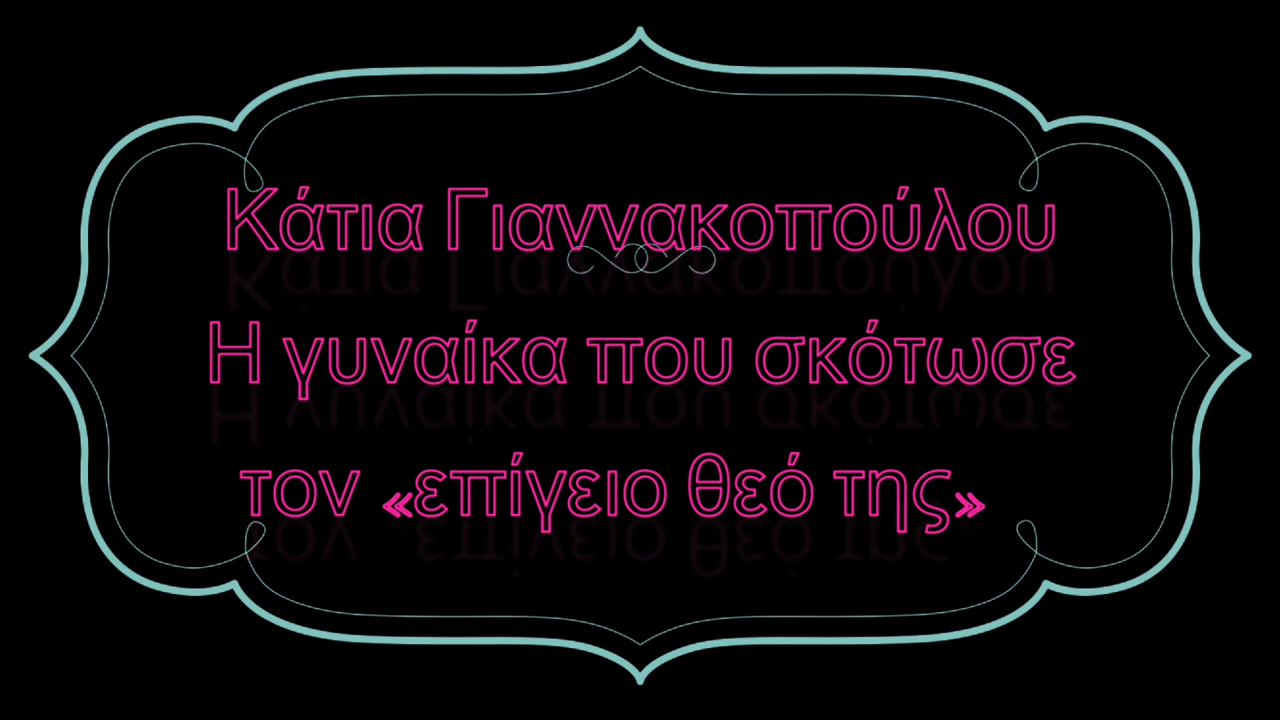 Κάτια Γιαννακοπούλου
Η γυναίκα που σκότωσε
τον «επίγειο θεό της»